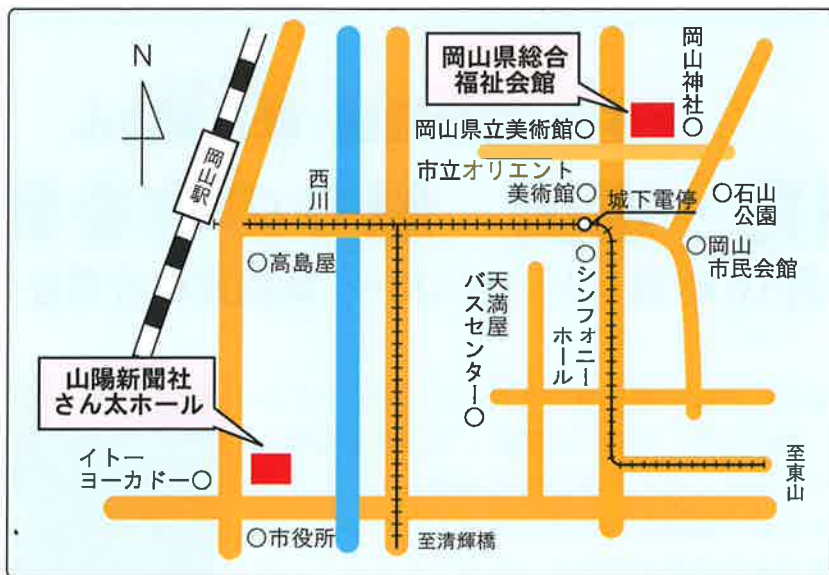 N
岡山駅
西川
岡山県総合
福祉会館
岡山神社
岡山県立美術館
市立オリエント
美術館
城下電停
石山
公園
岡山
市民会館
高島屋
天満屋
バスセンター
シンフォニー
ホール
山陽新聞社
さん太ホール
イトー
ヨーカドー
市役所
至清輝橋
至東山